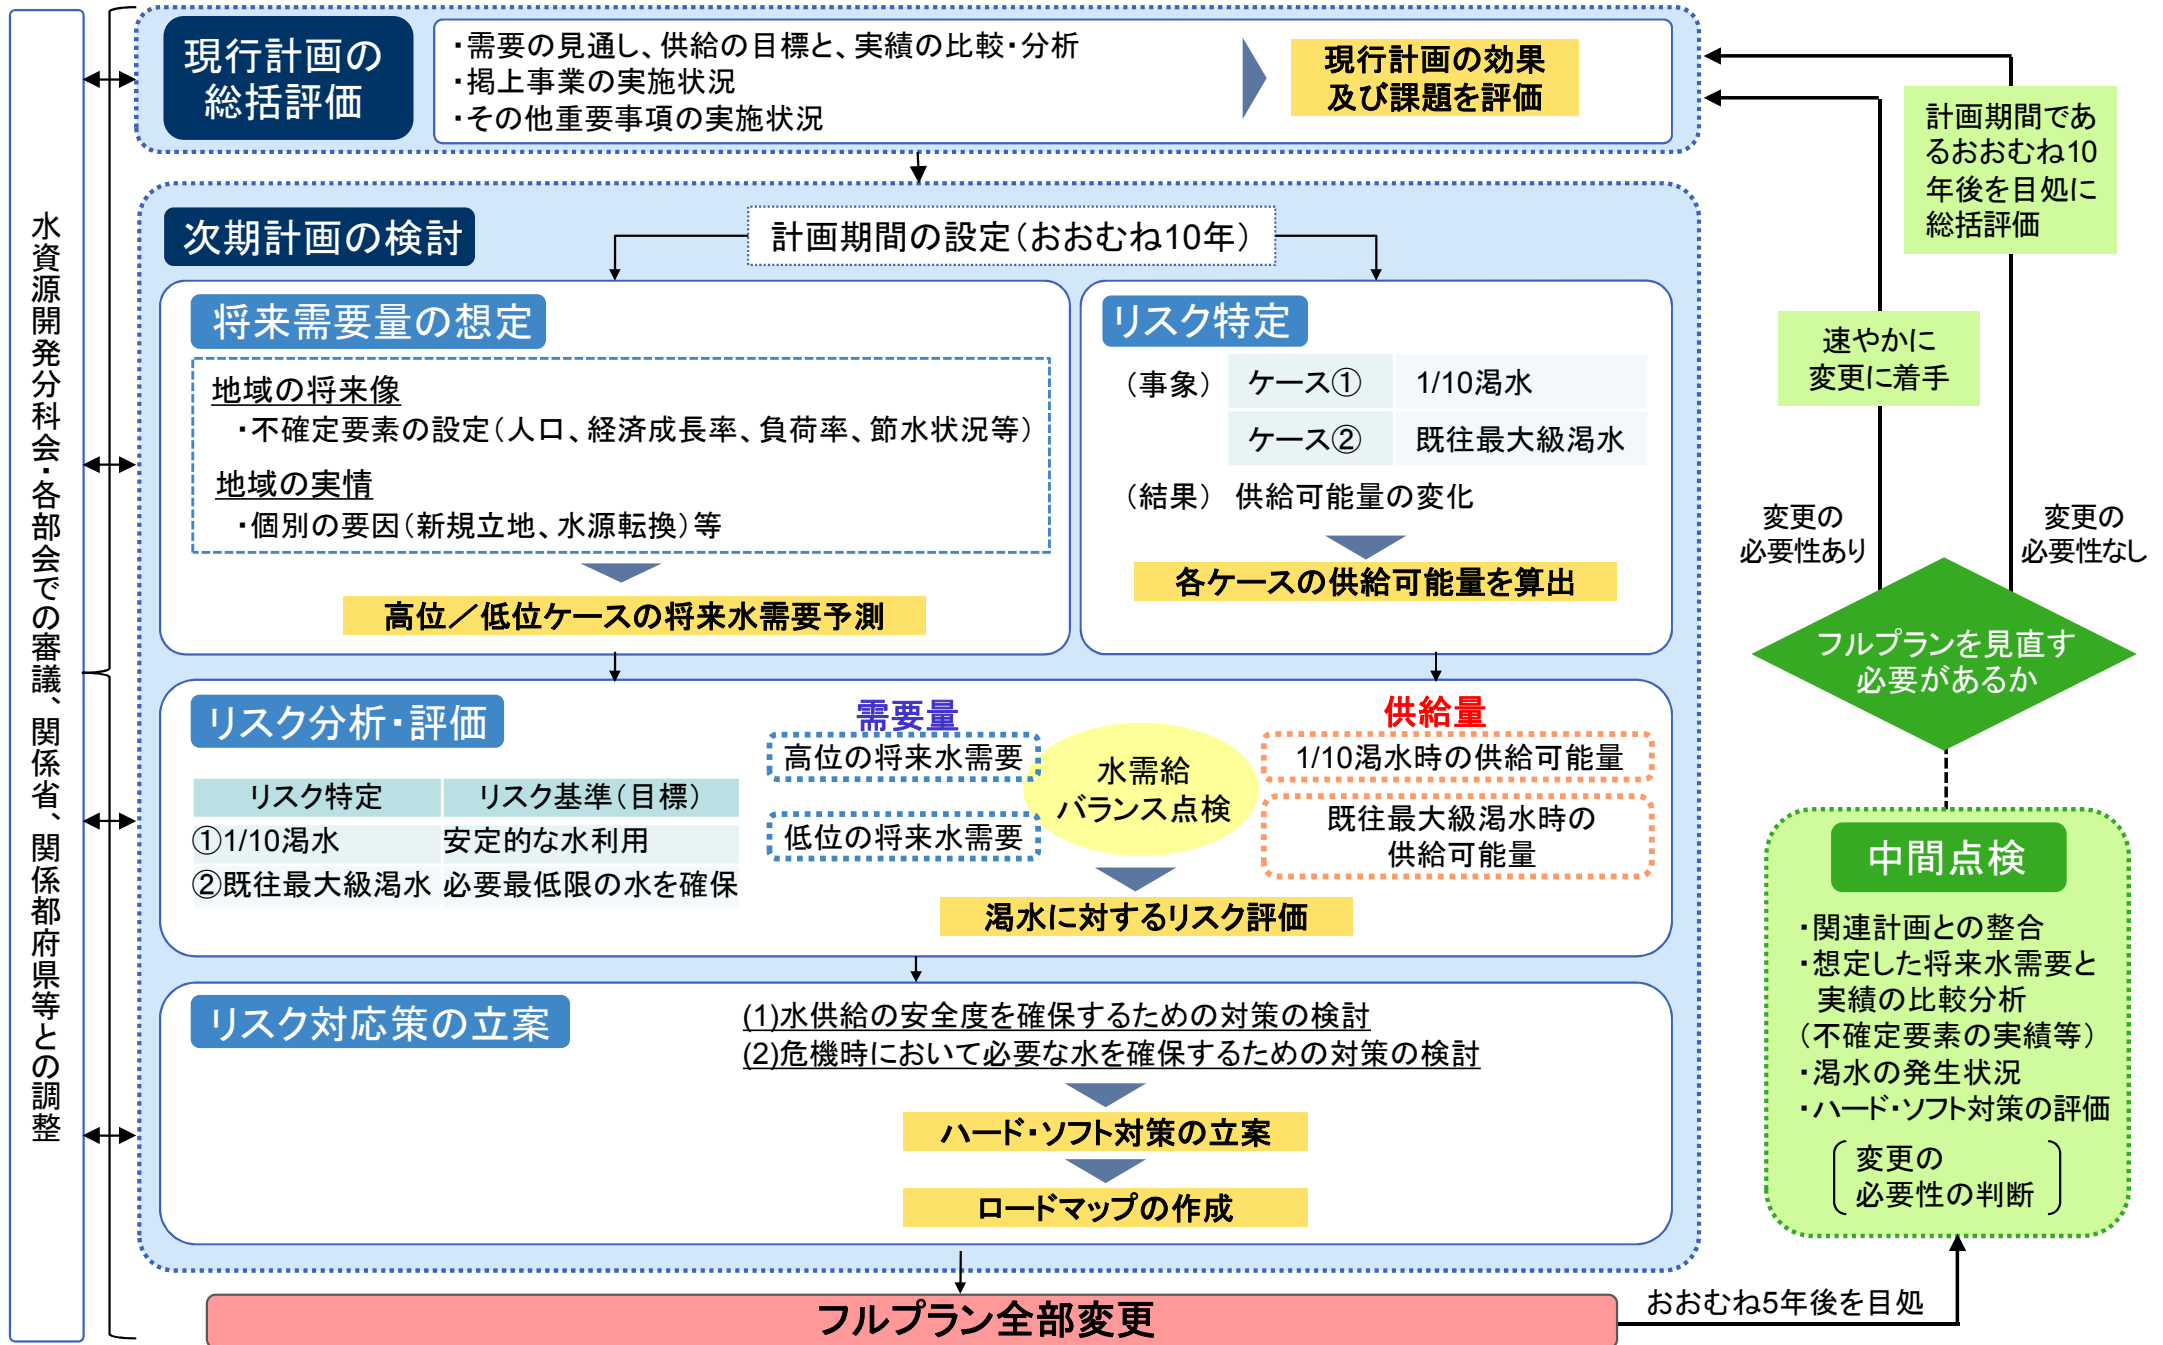 水資源開発分科会・各部会での審議、関係省、関係都府県等との調整
現行計画の
総括評価
・需要の見通し、供給の目標と、実績の比較・分析
・掲上事業の実施状況
・その他重要事項の実施状況
現行計画の効果
及び課題を評価
次期計画の検討
計画期間の設定（おおむね10年）
将来需要量の想定
地域の将来像
・不確定要素の設定（人口、経済成長率、負荷率、節水状況等）
地域の実情
・個別の要因（新規立地、水源転換）等
高位／低位ケースの将来水需要予測
リスク特定
（事象） ケース① 1/10渇水
ケース② 既往最大級渇水
（結果） 供給可能量の変化
各ケースの供給可能量を算出
リスク分析・評価
リスク特定 リスク基準（目標）
①1/10渇水 安定的な水利用
②既往最大級渇水 必要最低限の水を確保
需要量
高位の将来水需要
低位の将来水需要
水需給
バランス点検
供給量
1/10渇水時の供給可能量
既往最大級渇水時の
供給可能量
渇水に対するリスク評価
リスク対応策の立案
(1)水供給の安全度を確保するための対策の検討
(2)危機時において必要な水を確保するための対策の検討
ハード・ソフト対策の立案
ロードマップの作成
フルプラン全部変更
おおむね5年後を目処
中間点検
・関連計画との整合
・想定した将来水需要と
実績の比較分析
（不確定要素の実績等）
・渇水の発生状況
・ハード・ソフト対策の評価
変更の
必要性の判断
フルプランを見直す
必要があるか
変更の
必要性あり
変更の
必要性なし
速やかに
変更に着手
計画期間であ
るおおむね10
年後を目処に
総括評価